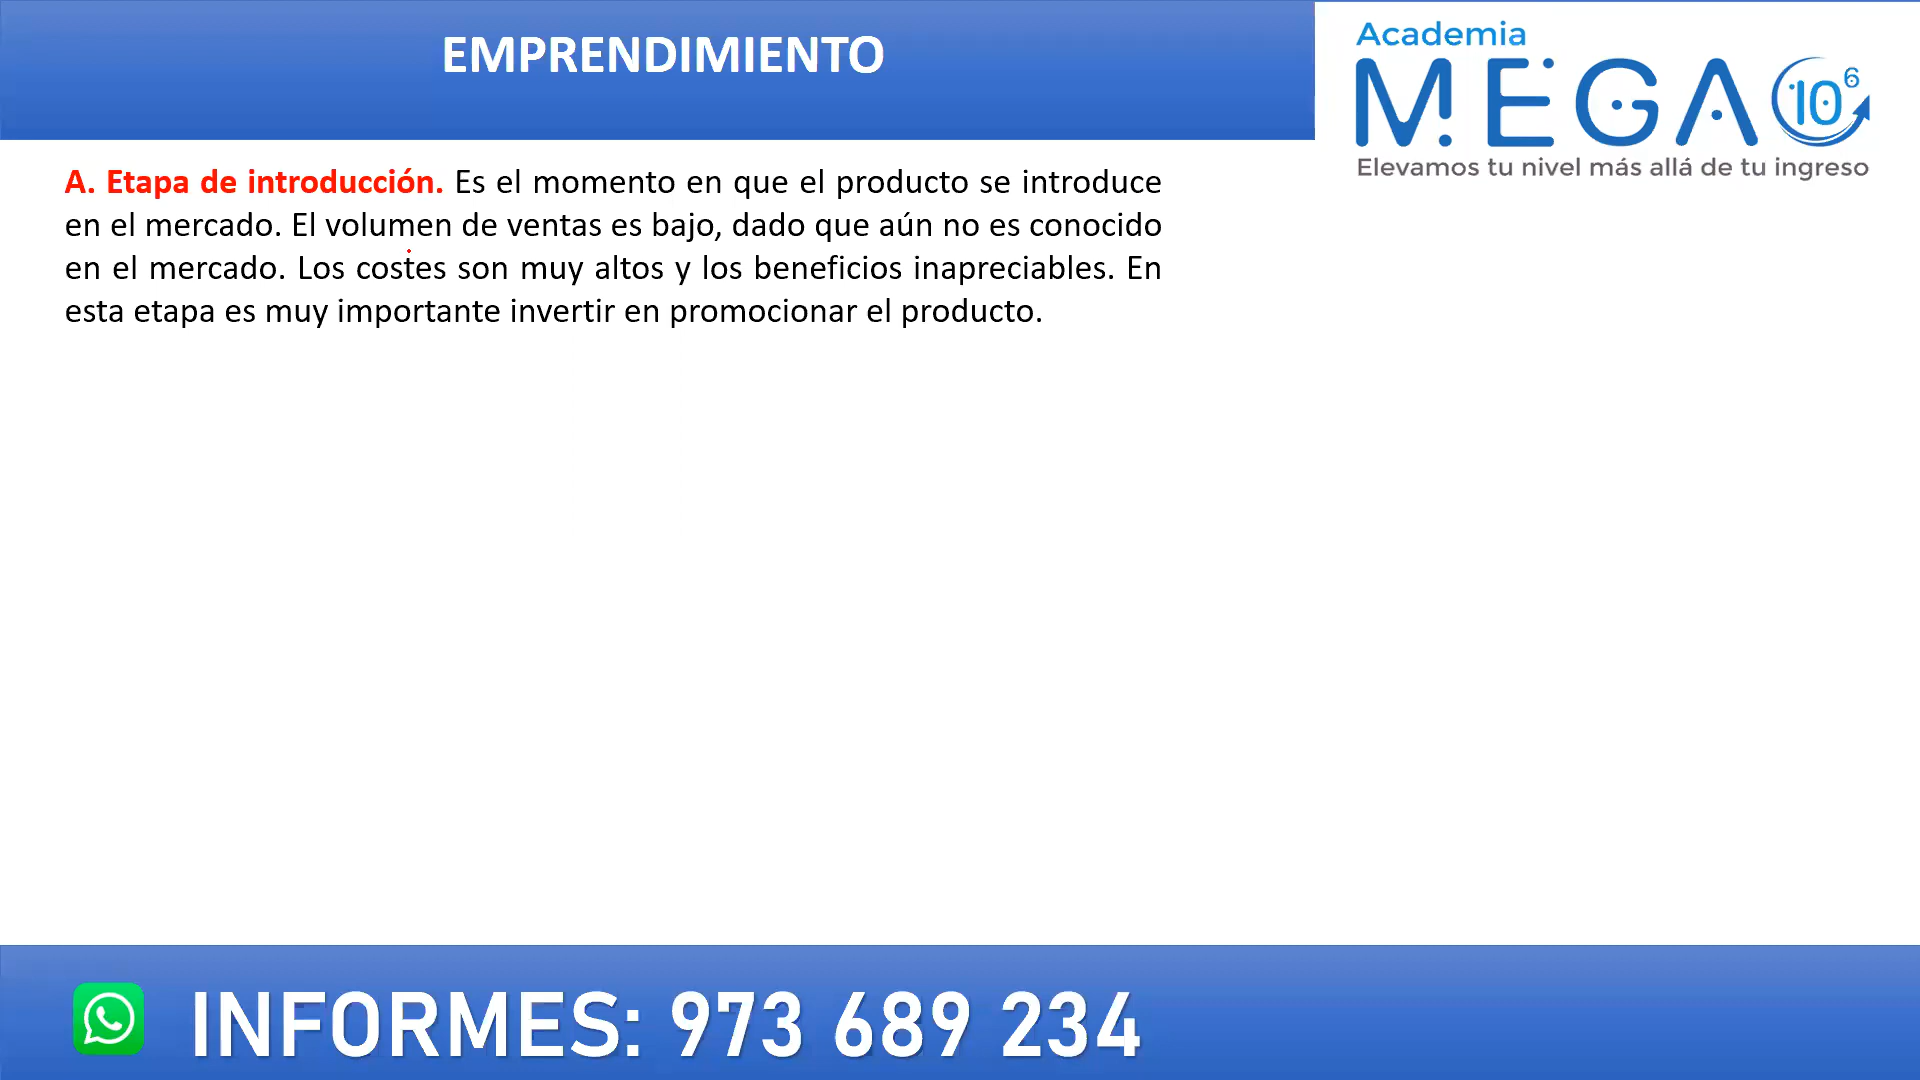 EMPRENDIMIENTO
Academia
MEGA 10⁶
Elevamos tu nivel más allá de tu ingreso
A. Etapa de introducción. Es el momento en que el producto se introduce
en el mercado. El volumen de ventas es bajo, dado que aún no es conocido
en el mercado. Los costes son muy altos y los beneficios inapreciables. En
esta etapa es muy importante invertir en promocionar el producto.
INFORMES: 973 689 234